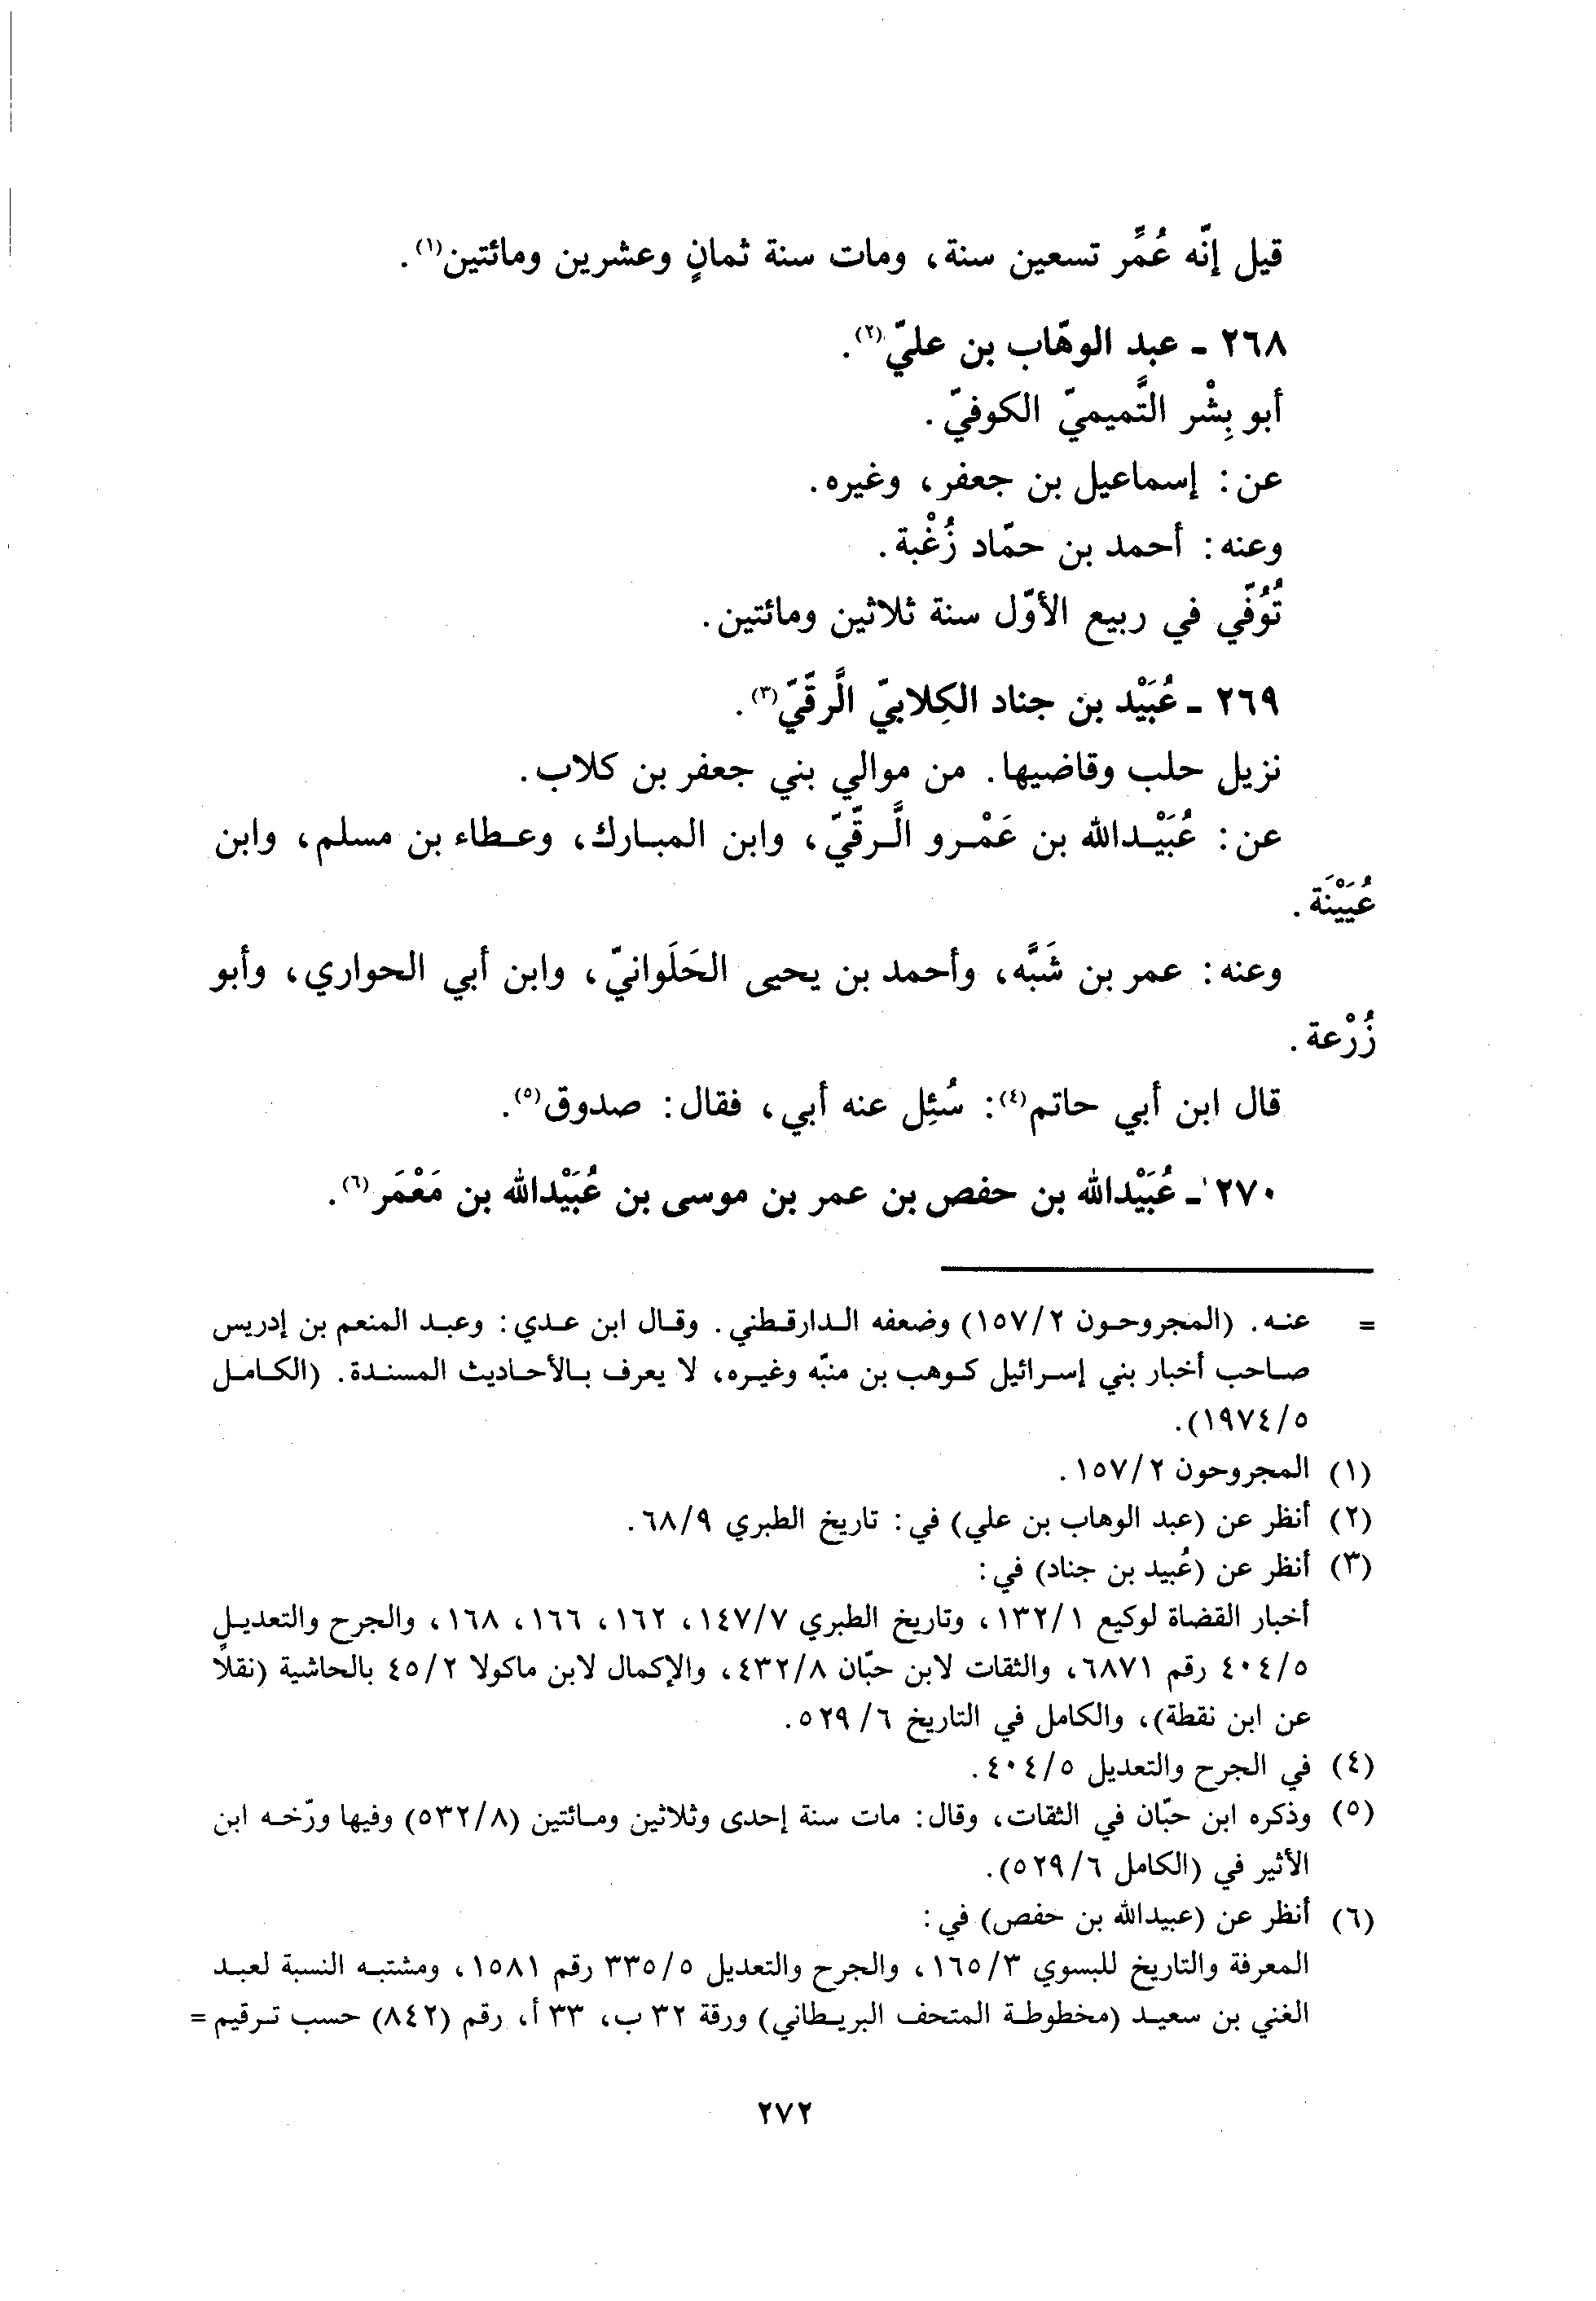 قيل إنّه عُمِّر تسعين سنة، ومات سنة ثمانٍ وعشرين ومائتين(١).
٢٦٨ - عبد الوهّاب بن عليّ(٢).
أبو بِشْر التَّميميّ الكوفيّ.
عن: إسماعيل بن جعفر، وغيره.
وعنه: أحمد بن حمّاد زُغْبة.
تُوُفّي في ربيع الأوّل سنة ثلاثين ومائتين.
٢٦٩ - عُبَيْد بن جناد الكِلابيّ الَّرقّيّ(٣).
نزيل حلب وقاضيها. من موالي بني جعفر بن كلاب.
عن: عُبَيْدالله بن عَمْرو الَّرقّيّ، وابن المبارك، وعطاء بن مسلم، وابن
عُيَيْنَة.
وعنه: عمر بن شَبَّه، وأحمد بن يحيى الحَلَوانيّ، وابن أبي الحواري، وأبو
زُرْعة.
قال ابن أبي حاتم(٤): سُئِل عنه أبي، فقال: صدوق(٥).
٢٧٠ - عُبَيْدالله بن حفص بن عمر بن موسى بن عُبَيْدالله بن مَعْمَر(٦).
= عنه. (المجروحون ٢/١٥٧) وضعفه الدارقطني. وقال ابن عدي: وعبد المنعم بن إدريس
صاحب أخبار بني إسرائيل كوهب بن منبّه وغيره، لا يعرف بالأحاديث المسندة. (الكامل
٥/١٩٧٤).
(١) المجروحون ٢/١٥٧.
(٢) أنظر عن (عبد الوهاب بن علي) في: تاريخ الطبري ٩/٦٨.
(٣) أنظر عن (عُبيد بن جناد) في:
أخبار القضاة لوكيع ١/١٣٢، وتاريخ الطبري ٧/١٤٧، ١٦٢، ١٦٦، ١٦٨، والجرح والتعديل
٥/٤٠٤ رقم ٦٨٧١، والثقات لابن حبّان ٨/٤٣٢، والإكمال لابن ماكولا ٢/٤٥ بالحاشية (نقلاً
عن ابن نقطة)، والكامل في التاريخ ٦/٥٢٩.
(٤) في الجرح والتعديل ٥/٤٠٤.
(٥) وذكره ابن حبّان في الثقات، وقال: مات سنة إحدى وثلاثين ومائتين (٨/٥٣٢) وفيها ورّخه ابن
الأثير في (الكامل ٦/٥٢٩).
(٦) أنظر عن (عبيدالله بن حفص) في:
المعرفة والتاريخ للبسوي ٣/١٦٥، والجرح والتعديل ٥/٣٣٥ رقم ١٥٨١، ومشتبه النسبة لعبد
الغني بن سعيد (مخطوطة المتحف البريطاني) ورقة ٣٢ ب، ٣٣ أ، رقم (٨٤٢) حسب ترقيم =
٢٧٢